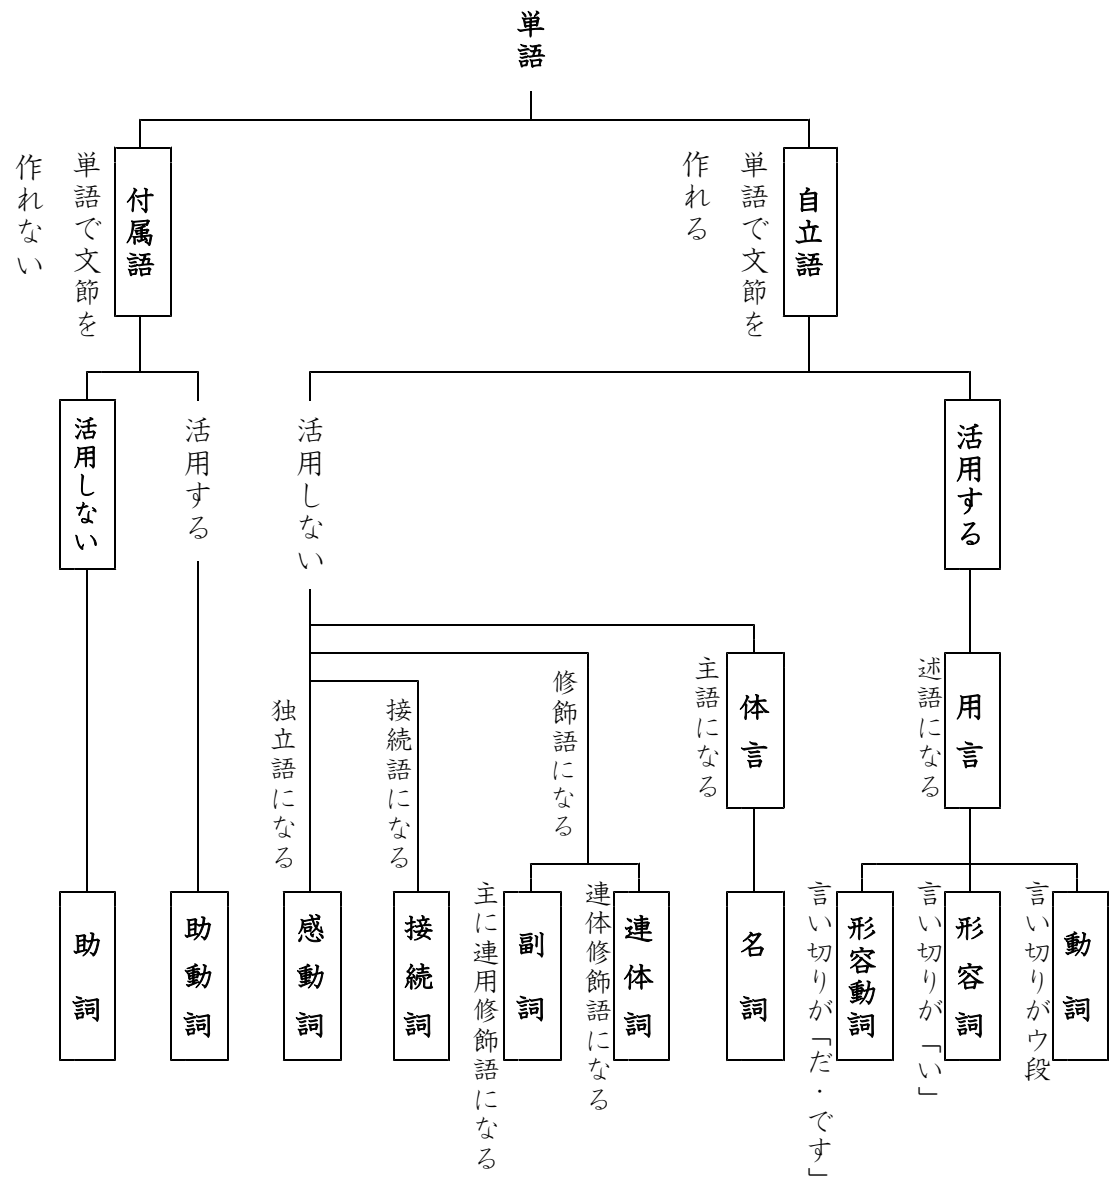 単語
自立語
単語で文節を
作れる
付属語
単語で文節を
作れない
活用する
活用しない
活用する
活用しない
用言
述語になる
体言
主語になる
修飾語になる
接続語になる
独立語になる
動詞
言い切りがウ段
形容詞
言い切りが「い」
形容動詞
言い切りが「だ・です」
名詞
連体詞
連体修飾語になる
副詞
主に連用修飾語になる
接続詞
感動詞
助動詞
助詞